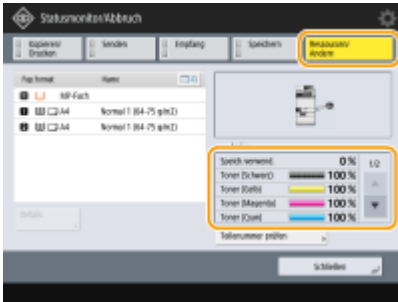 Statusmonitor/Abbruch
Kopieren/
Drucken
Senden
Empfang
Speichern
Ressourcen/
Andere
Pap.format
Name
MP-Fach
A4 Normal 1 (64-75 g/m2)
A4 Normal 1 (64-75 g/m2)
Speich.verwend. 0 %
Toner (Schwarz) 100 %
Toner (Gelb) 100 %
Toner (Magenta) 100 %
Toner (Cyan) 100 %
1/2
Details
Teilenummer prüfen
Schließen